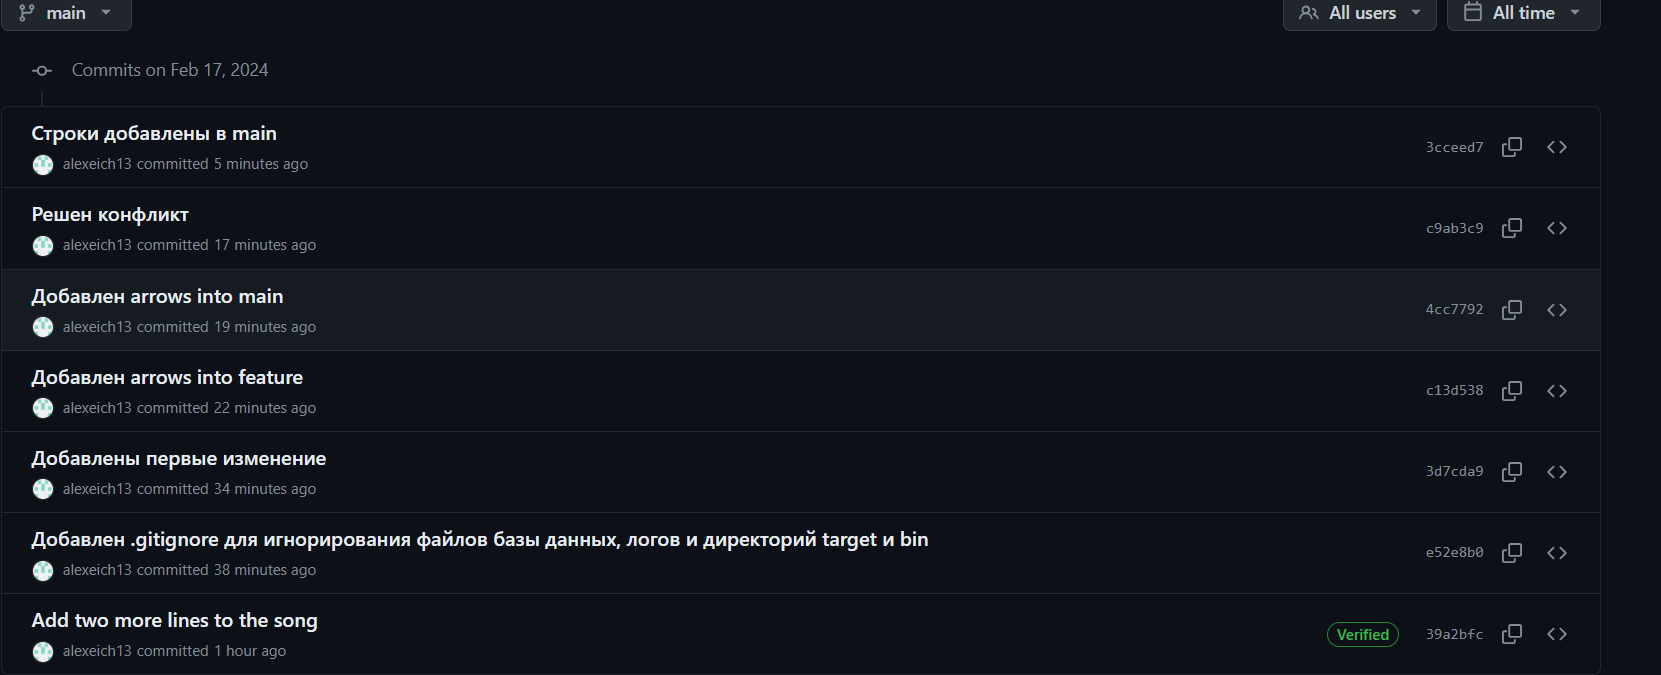 main All users All time
Commits on Feb 17, 2024
Строки добавлены в main
alexeich13 committed 5 minutes ago
3cceed7
Решен конфликт
alexeich13 committed 17 minutes ago
c9ab3c9
Добавлен arrows into main
alexeich13 committed 19 minutes ago
4cc7792
Добавлен arrows into feature
alexeich13 committed 22 minutes ago
c13d538
Добавлены первые изменение
alexeich13 committed 34 minutes ago
3d7cda9
Добавлен .gitignore для игнорирования файлов базы данных, логов и директорий target и bin
alexeich13 committed 38 minutes ago
e52e8b0
Add two more lines to the song
alexeich13 committed 1 hour ago
Verified 39a2bfc